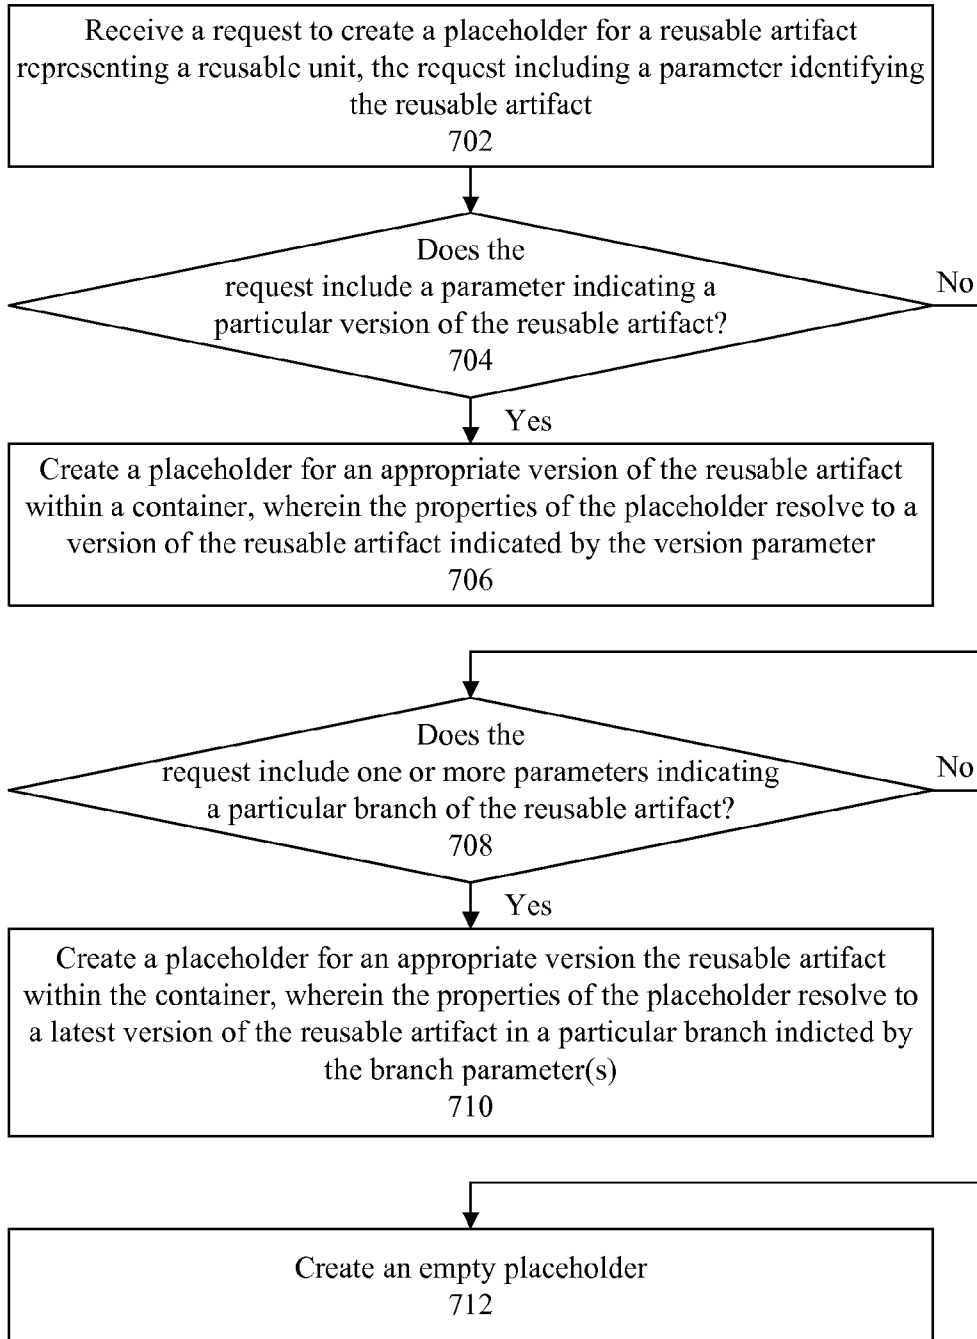 Receive a request to create a placeholder for a reusable artifact
representing a reusable unit, the request including a parameter identifying
the reusable artifact
702
Does the
request include a parameter indicating a
particular version of the reusable artifact?
704
No
Yes
Create a placeholder for an appropriate version of the reusable artifact
within a container, wherein the properties of the placeholder resolve to a
version of the reusable artifact indicated by the version parameter
706
Does the
request include one or more parameters indicating
a particular branch of the reusable artifact?
708
No
Yes
Create a placeholder for an appropriate version the reusable artifact
within the container, wherein the properties of the placeholder resolve to
a latest version of the reusable artifact in a particular branch indicted by
the branch parameter(s)
710
Create an empty placeholder
712